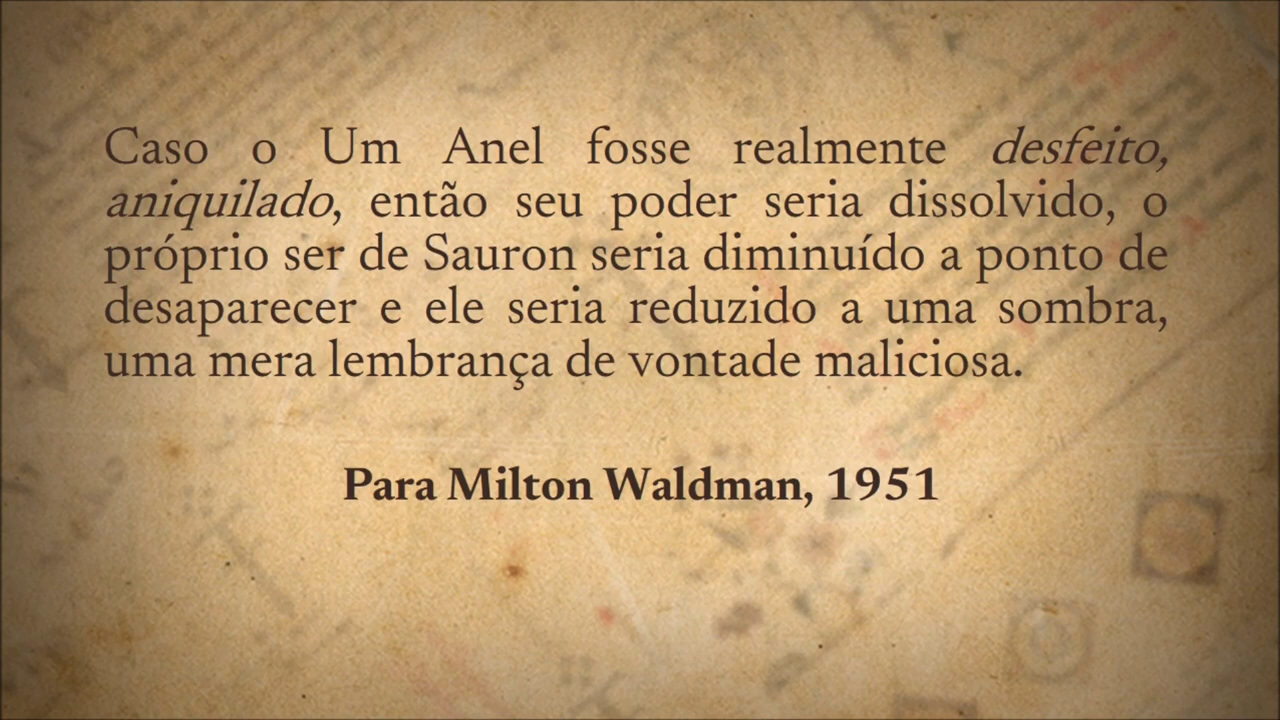 Caso o Um Anel fosse realmente desfeito,
aniquilado, então seu poder seria dissolvido, o
próprio ser de Sauron seria diminuído a ponto de
desaparecer e ele seria reduzido a uma sombra,
uma mera lembrança de vontade maliciosa.
Para Milton Waldman, 1951